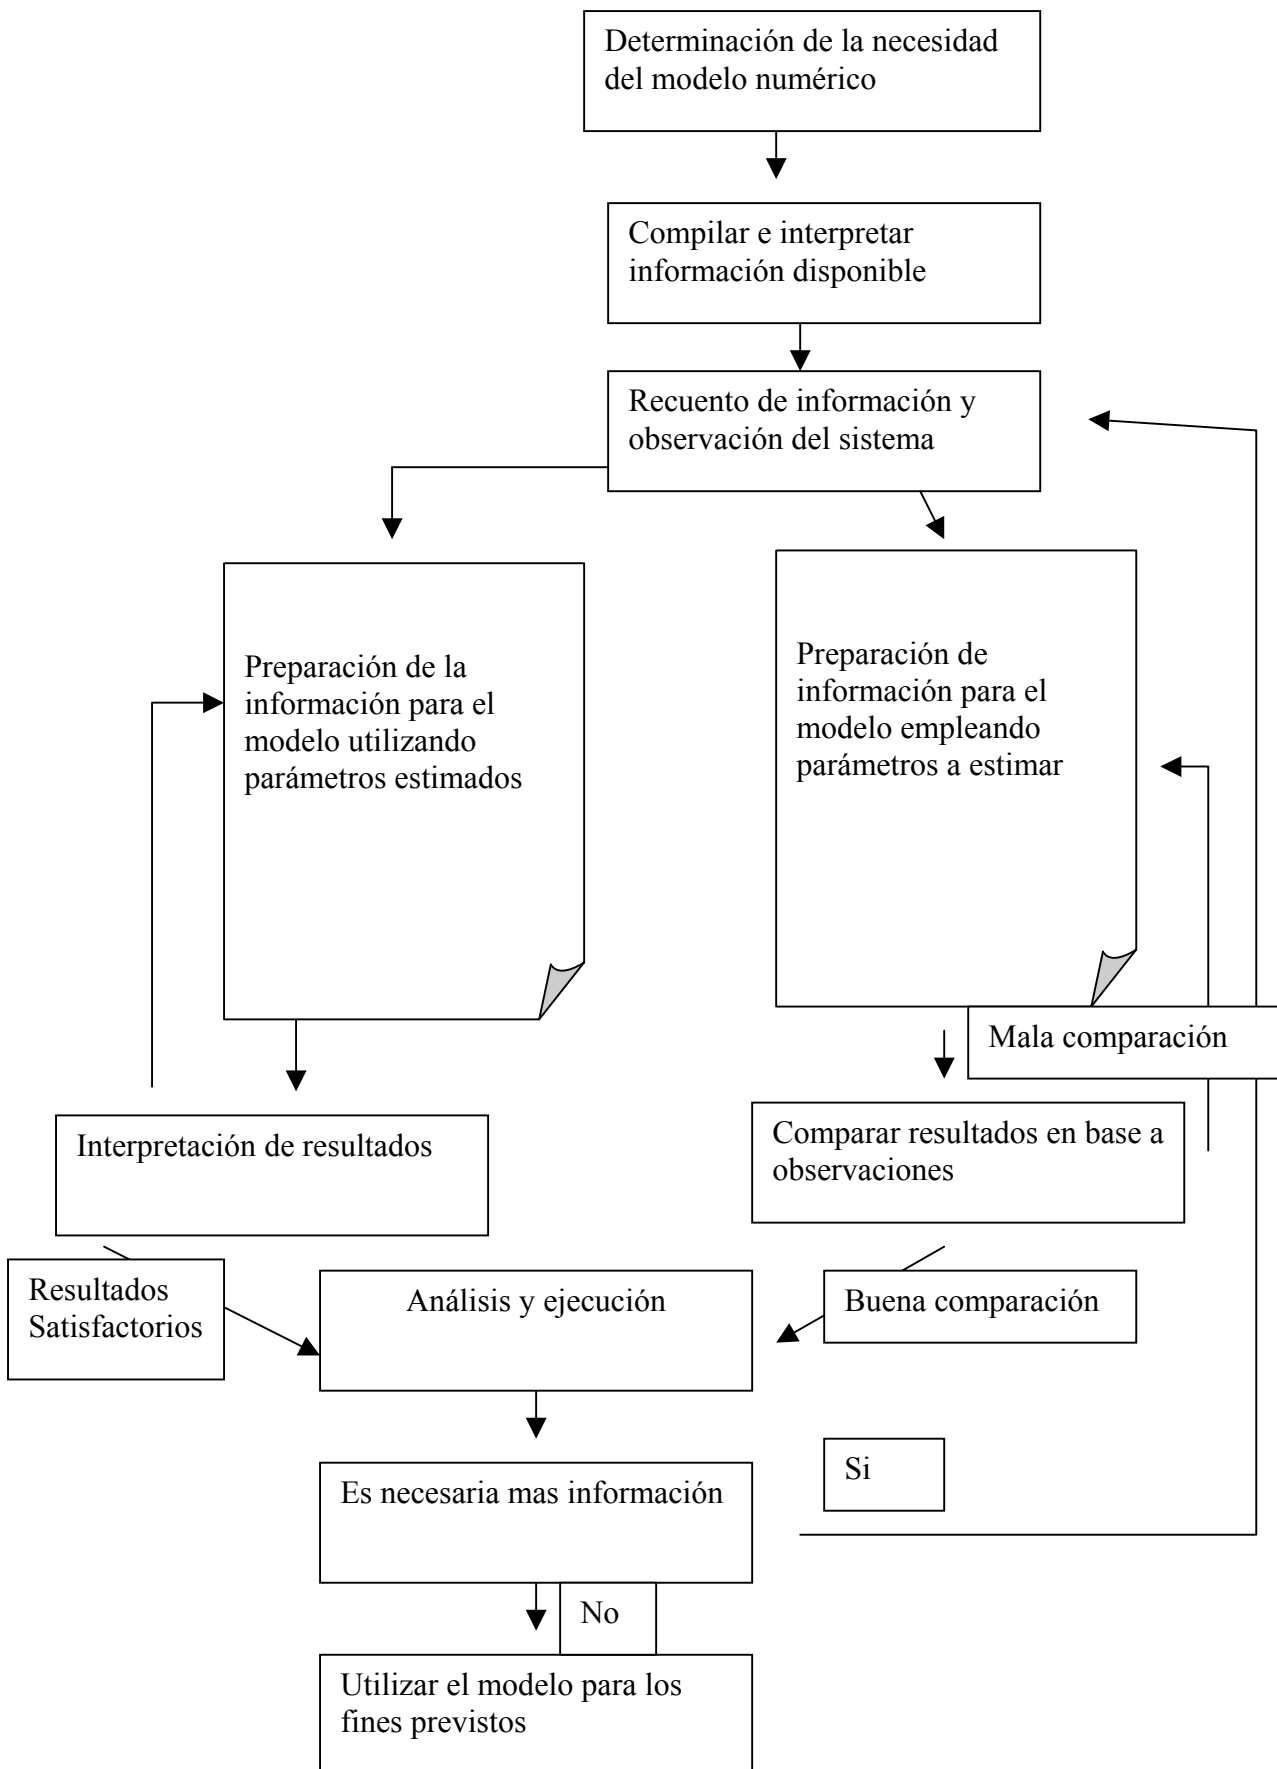 Determinación de la necesidad
del modelo numérico
Compilar e interpretar
información disponible
Recuento de información y
observación del sistema
Preparación de la
información para el
modelo utilizando
parámetros estimados
Preparación de
información para el
modelo empleando
parámetros a estimar
Mala comparación
Interpretación de resultados
Comparar resultados en base a
observaciones
Resultados
Satisfactorios
Análisis y ejecución
Buena comparación
Es necesaria mas información
Si
No
Utilizar el modelo para los
fines previstos